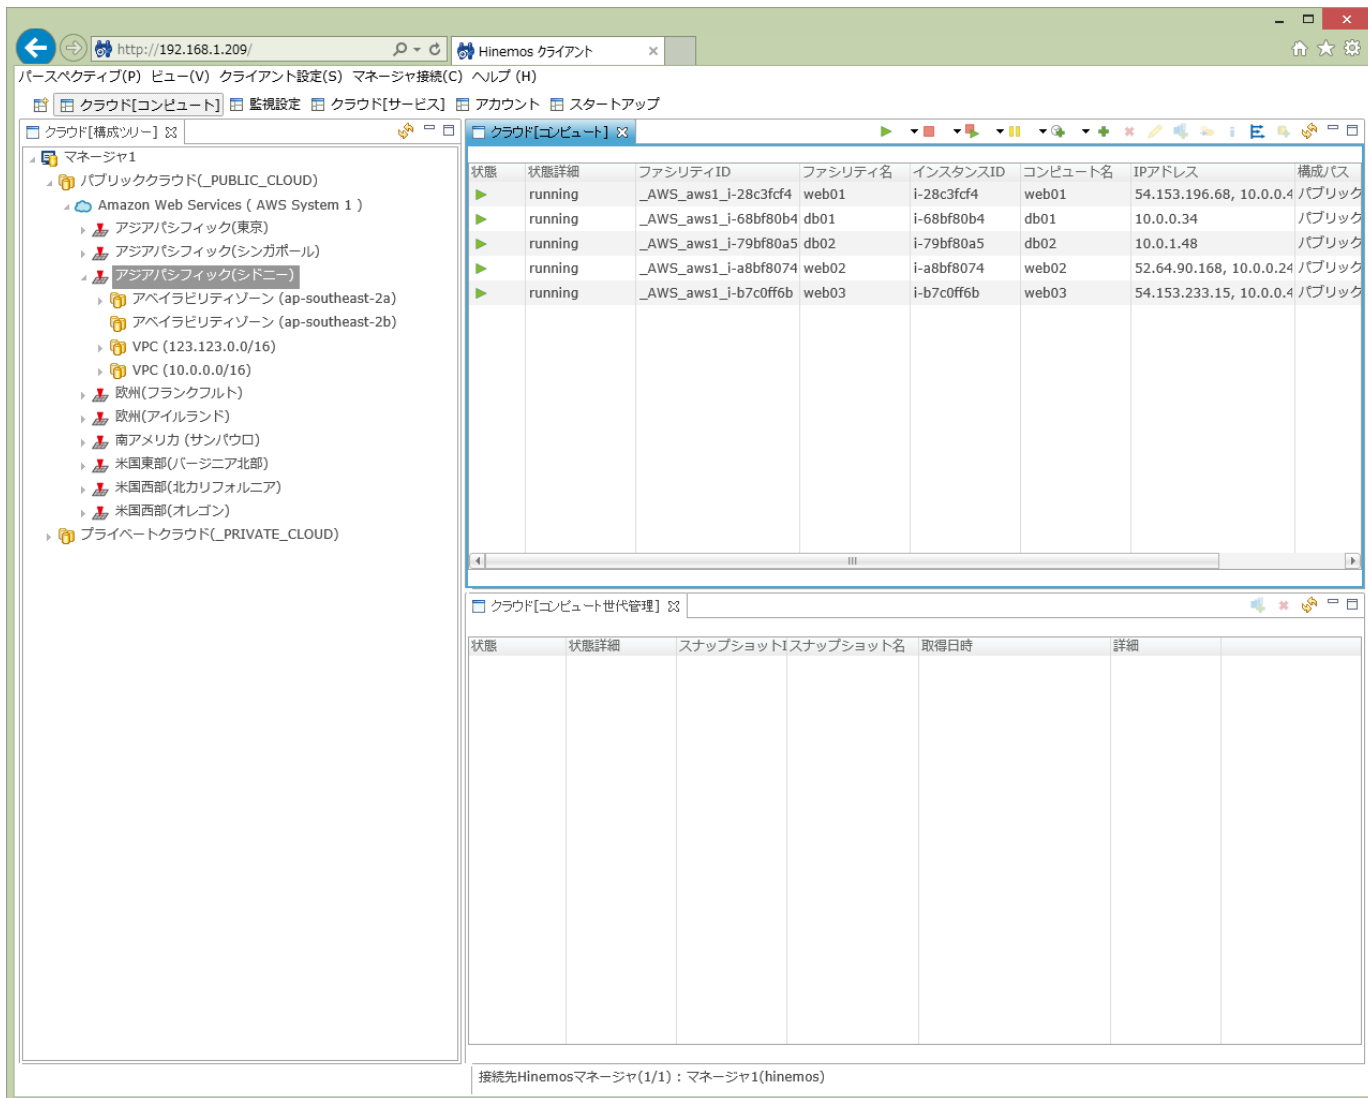 http://192.168.1.209/
Hinemos クライアント
パースペクティブ(P) ビュー(V) クライアント設定(S) マネージャ接続(C) ヘルプ (H)
クラウド[コンピュート] 監視設定 クラウド[サービス] アカウント スタートアップ
クラウド[構成ツリー]
マネージャ1
パブリッククラウド(_PUBLIC_CLOUD)
Amazon Web Services ( AWS System 1 )
アジアパシフィック(東京)
アジアパシフィック(シンガポール)
アジアパシフィック(シドニー)
アベイラビリティゾーン (ap-southeast-2a)
アベイラビリティゾーン (ap-southeast-2b)
VPC (123.123.0.0/16)
VPC (10.0.0.0/16)
欧州(フランクフルト)
欧州(アイルランド)
南アメリカ (サンパウロ)
米国東部(バージニア北部)
米国西部(北カリフォルニア)
米国西部(オレゴン)
プライベートクラウド(_PRIVATE_CLOUD)
クラウド[コンピュート]
状態 状態詳細 ファシリティID ファシリティ名 インスタンスID コンピュート名 IPアドレス 構成パス
running _AWS_aws1_i-28c3fcf4 web01 i-28c3fcf4 web01 54.153.196.68, 10.0.0.4 パブリック
running _AWS_aws1_i-68bf80b4 db01 i-68bf80b4 db01 10.0.0.34 パブリック
running _AWS_aws1_i-79bf80a5 db02 i-79bf80a5 db02 10.0.1.48 パブリック
running _AWS_aws1_i-a8bf8074 web02 i-a8bf8074 web02 52.64.90.168, 10.0.0.24 パブリック
running _AWS_aws1_i-b7c0ff6b web03 i-b7c0ff6b web03 54.153.233.15, 10.0.0.4 パブリック
クラウド[コンピュート世代管理]
状態 状態詳細 スナップショットI スナップショット名 取得日時 詳細
接続先Hinemosマネージャ(1/1) : マネージャ1(hinemos)